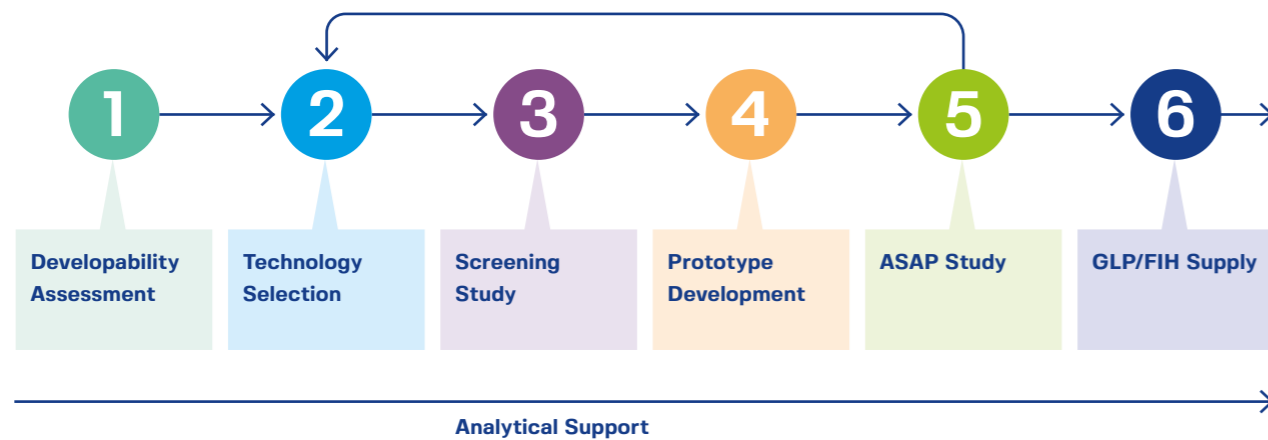 1
2
3
4
5
6
Developability
Assessment
Technology
Selection
Screening
Study
Prototype
Development
ASAP Study
GLP/FIH Supply
Analytical Support